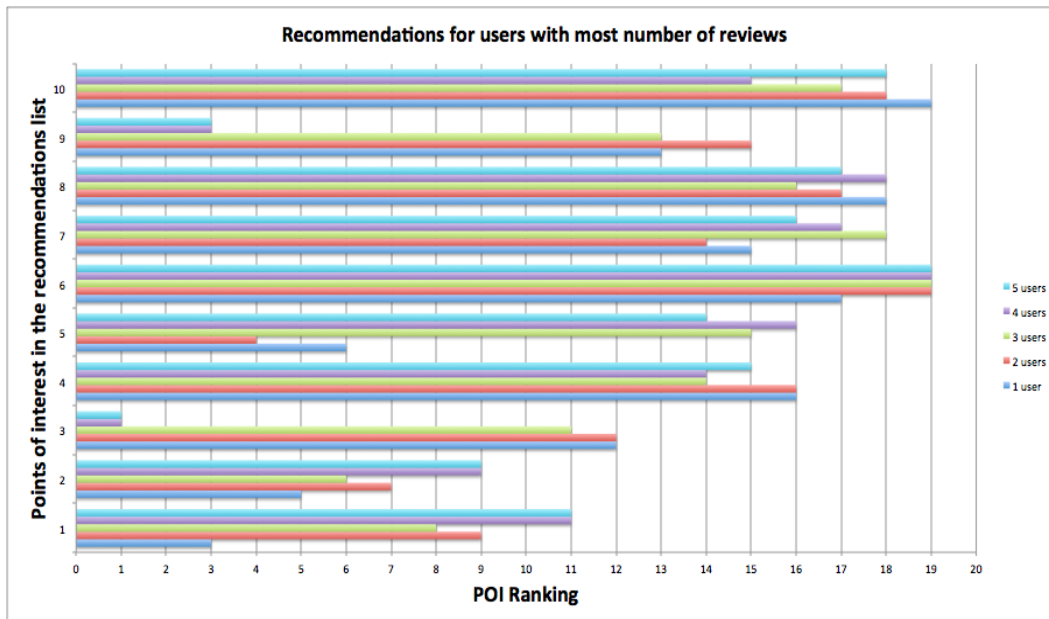 Recommendations for users with most number of reviews
Points of interest in the recommendations list
10
9
8
7
6
5
4
3
2
1
0 1 2 3 4 5 6 7 8 9 10 11 12 13 14 15 16 17 18 19 20
POI Ranking
5 users
4 users
3 users
2 users
1 user